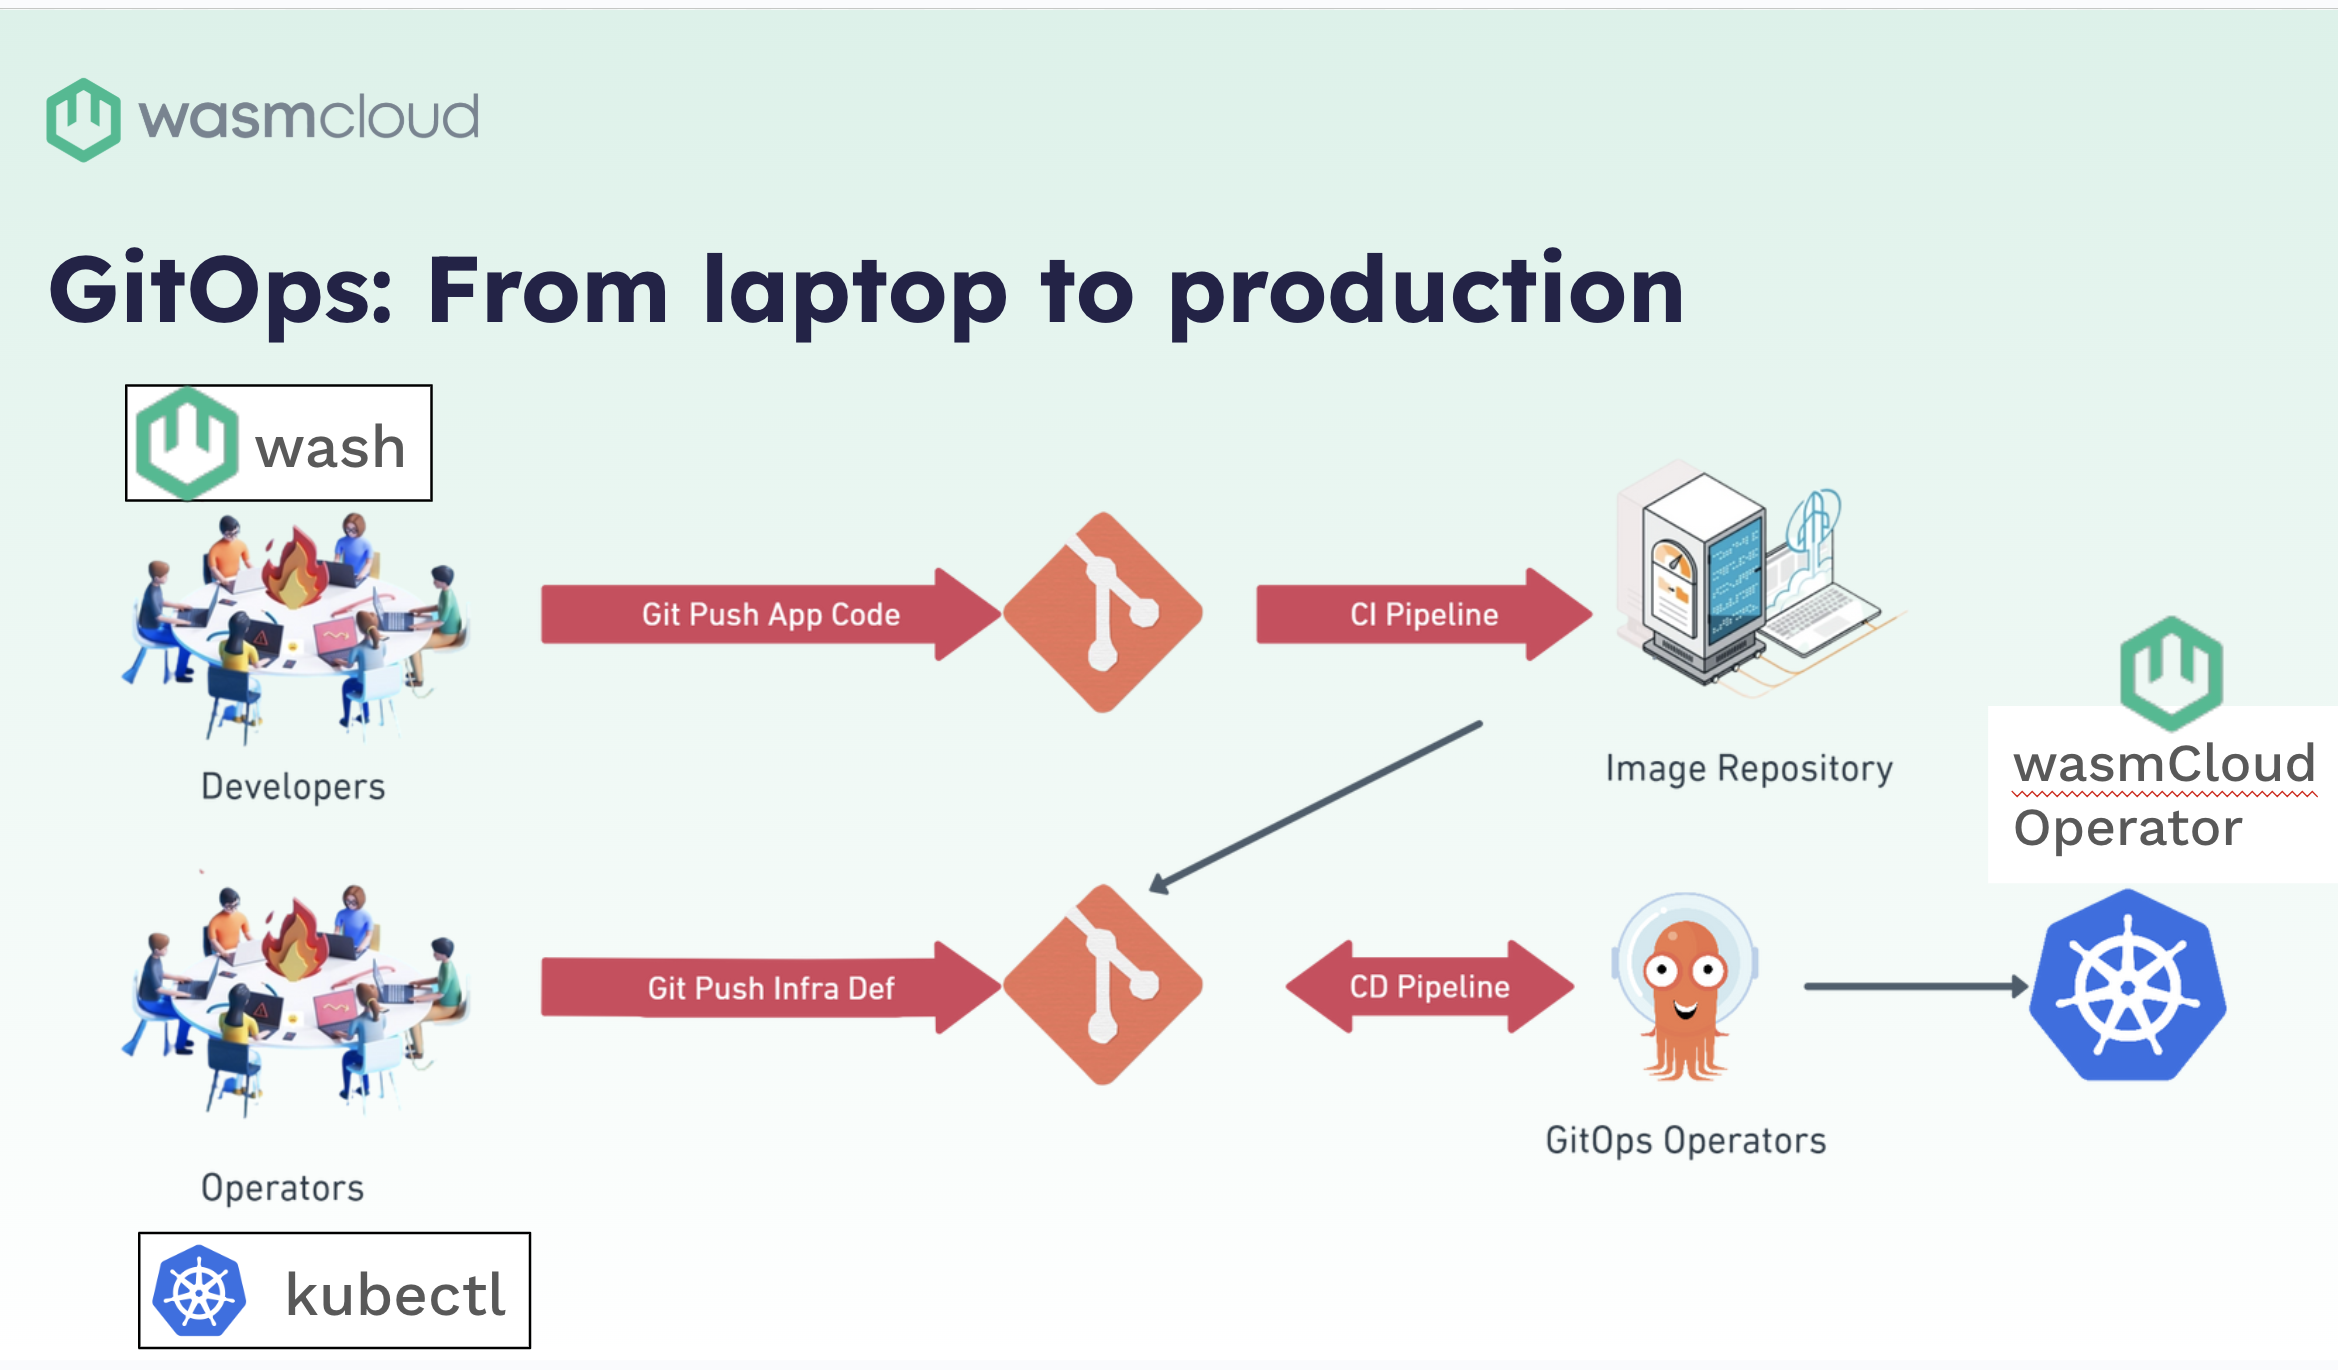 wasmcloud
GitOps: From laptop to production
wash
Git Push App Code
CI Pipeline
Developers
Image Repository
wasmCloud
Operator
Git Push Infra Def
CD Pipeline
GitOps Operators
Operators
kubectl